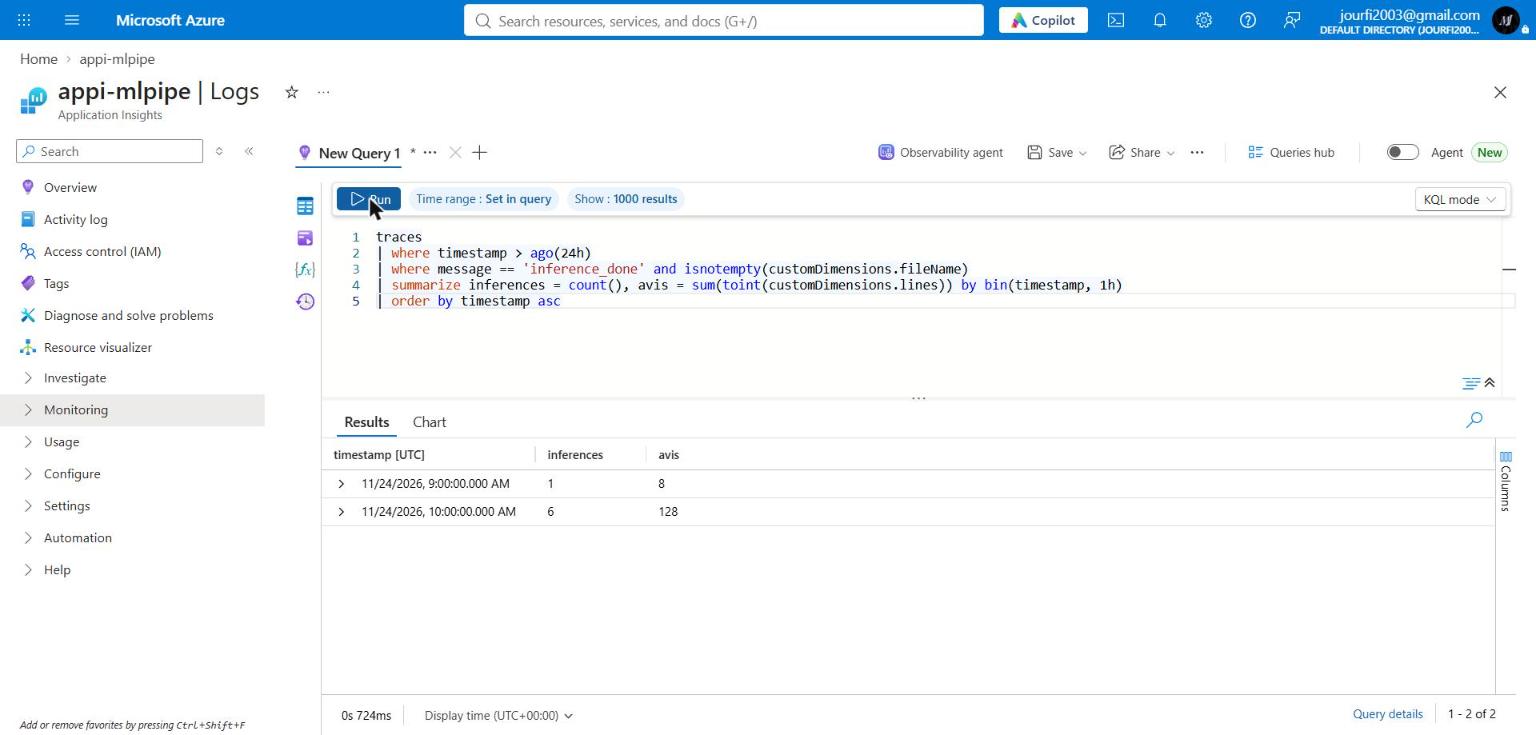 Microsoft Azure
Search resources, services, and docs (G+/)
Copilot
jourfi2003@gmail.com
DEFAULT DIRECTORY (JOURFI200...
Home > appi-mlpipe
appi-mlpipe | Logs
Application Insights
Search
New Query 1 *
Observability agent
Save
Share
Queries hub
Agent
New
Overview
Activity log
Access control (IAM)
Tags
Diagnose and solve problems
Resource visualizer
Investigate
Monitoring
Usage
Configure
Settings
Automation
Help
Add or remove favorites by pressing Ctrl+Shift+F
Run
Time range : Set in query
Show : 1000 results
KQL mode
1 traces
2 | where timestamp > ago(24h)
3 | where message == 'inference_done' and isnotempty(customDimensions.fileName)
4 | summarize inferences = count(), avis = sum(toint(customDimensions.lines)) by bin(timestamp, 1h)
5 | order by timestamp asc
Results
Chart
timestamp [UTC] inferences avis
11/24/2026, 9:00:00.000 AM 1 8
11/24/2026, 10:00:00.000 AM 6 128
Columns
0s 724ms
Display time (UTC+00:00)
Query details
1 - 2 of 2